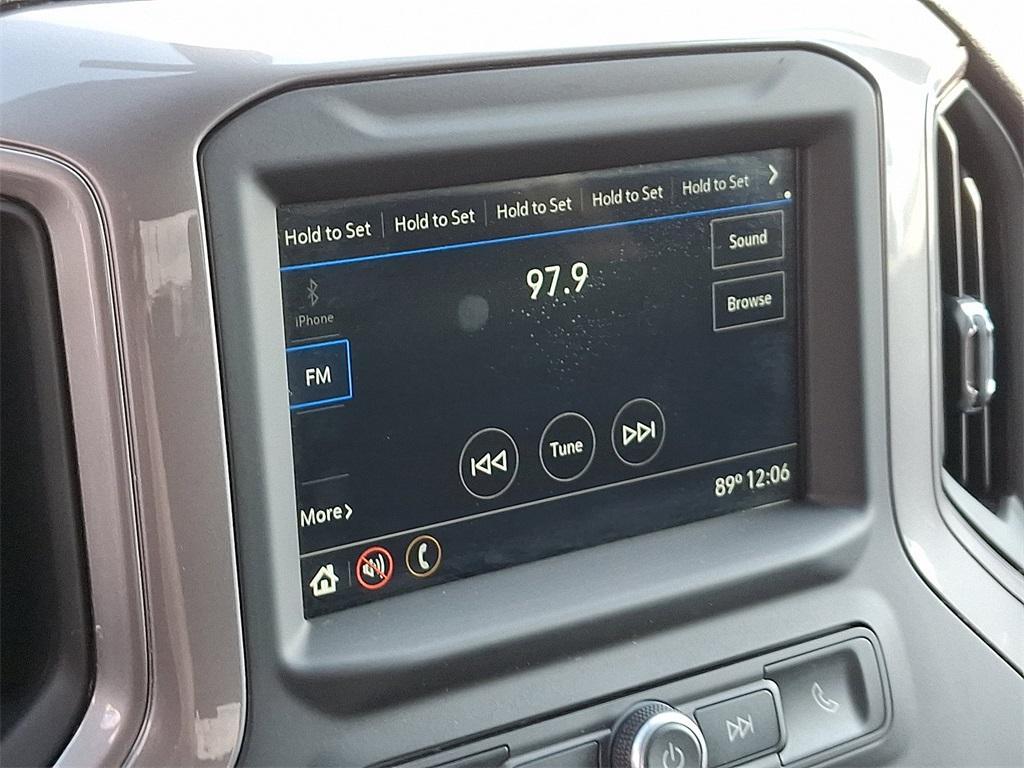 Hold to Set Hold to Set Hold to Set Hold to Set Hold to Set
97.9
Sound
iPhone
Browse
FM
Tune
More
89° 12:06